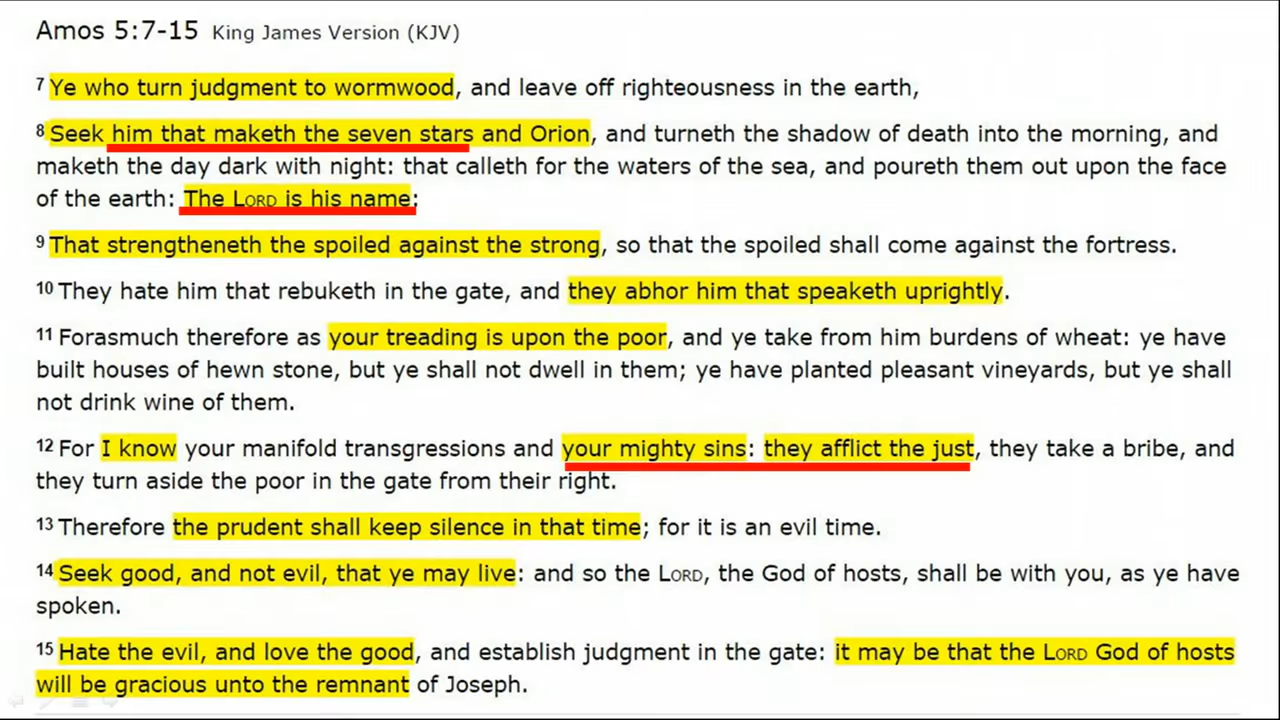 Amos 5:7-15 King James Version (KJV)
7 Ye who turn judgment to wormwood, and leave off righteousness in the earth,
8 Seek him that maketh the seven stars and Orion, and turneth the shadow of death into the morning, and
maketh the day dark with night: that calleth for the waters of the sea, and poureth them out upon the face
of the earth: The LORD is his name:
9 That strengtheneth the spoiled against the strong, so that the spoiled shall come against the fortress.
10 They hate him that rebuketh in the gate, and they abhor him that speaketh uprightly.
11 Forasmuch therefore as your treading is upon the poor, and ye take from him burdens of wheat: ye have
built houses of hewn stone, but ye shall not dwell in them; ye have planted pleasant vineyards, but ye shall
not drink wine of them.
12 For I know your manifold transgressions and your mighty sins: they afflict the just, they take a bribe, and
they turn aside the poor in the gate from their right.
13 Therefore the prudent shall keep silence in that time; for it is an evil time.
14 Seek good, and not evil, that ye may live: and so the LORD, the God of hosts, shall be with you, as ye have
spoken.
15 Hate the evil, and love the good, and establish judgment in the gate: it may be that the LORD God of hosts
will be gracious unto the remnant of Joseph.